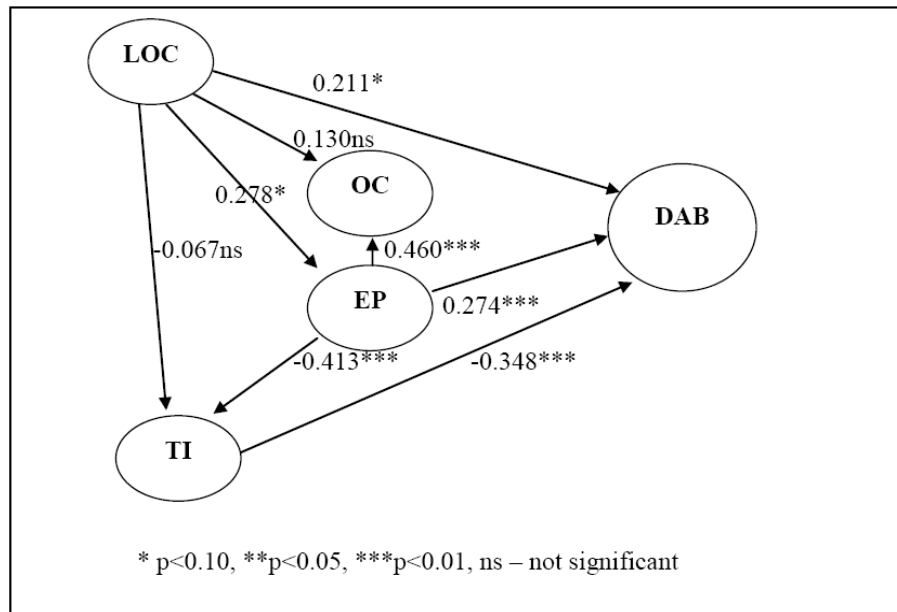 LOC
0.211*
0.130ns
OC
0.278*
DAB
-0.067ns
0.460***
EP
0.274***
-0.413***
-0.348***
TI
* p<0.10, **p<0.05, ***p<0.01, ns – not significant